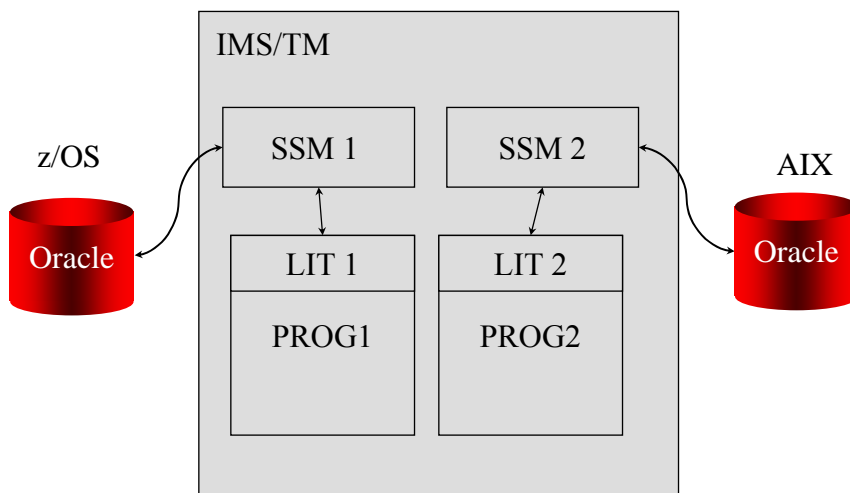 IMS/TM
SSM 1
SSM 2
z/OS
AIX
Oracle
LIT 1
LIT 2
Oracle
PROG1
PROG2